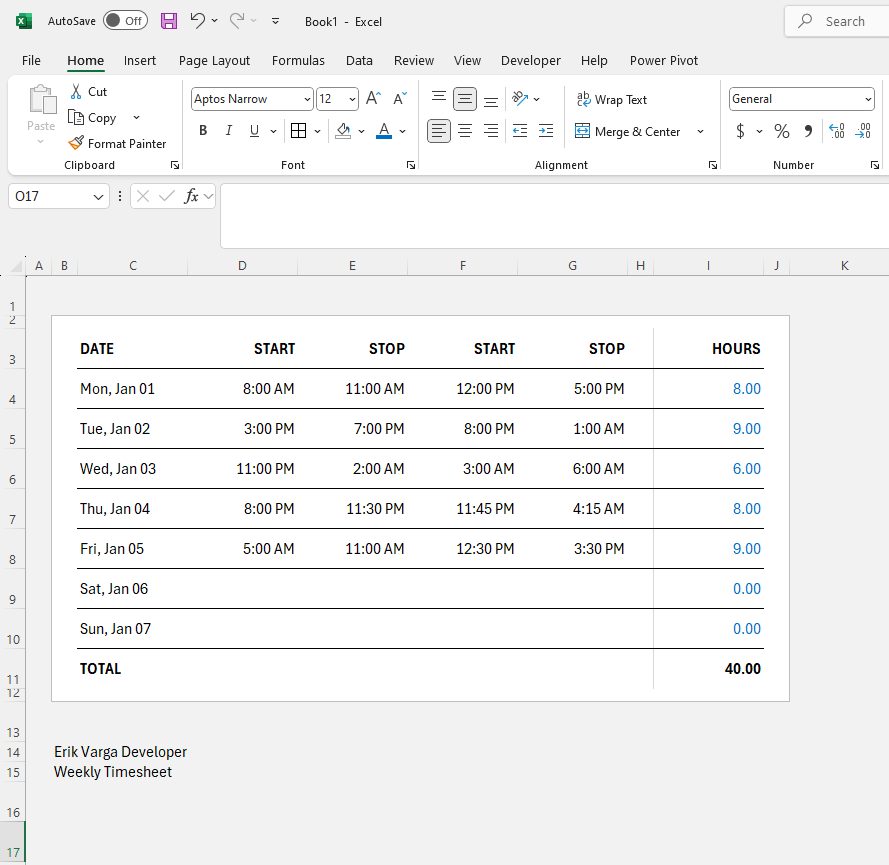 AutoSave Off Book1 - Excel Search
File Home Insert Page Layout Formulas Data Review View Developer Help Power Pivot
Paste
Cut
Copy
Format Painter
Clipboard
Aptos Narrow 12 A A
B I U A
Font
ab Wrap Text
Merge & Center
Alignment
General
$ % 9 .00 .00
Number
O17 fx
A B C D E F G H I J K
1
2
3 DATE START STOP START STOP HOURS
4 Mon, Jan 01 8:00 AM 11:00 AM 12:00 PM 5:00 PM 8.00
5 Tue, Jan 02 3:00 PM 7:00 PM 8:00 PM 1:00 AM 9.00
6 Wed, Jan 03 11:00 PM 2:00 AM 3:00 AM 6:00 AM 6.00
7 Thu, Jan 04 8:00 PM 11:30 PM 11:45 PM 4:15 AM 8.00
8 Fri, Jan 05 5:00 AM 11:00 AM 12:30 PM 3:30 PM 9.00
9 Sat, Jan 06 0.00
10 Sun, Jan 07 0.00
11 TOTAL 40.00
12
13
14 Erik Varga Developer
15 Weekly Timesheet
16
17